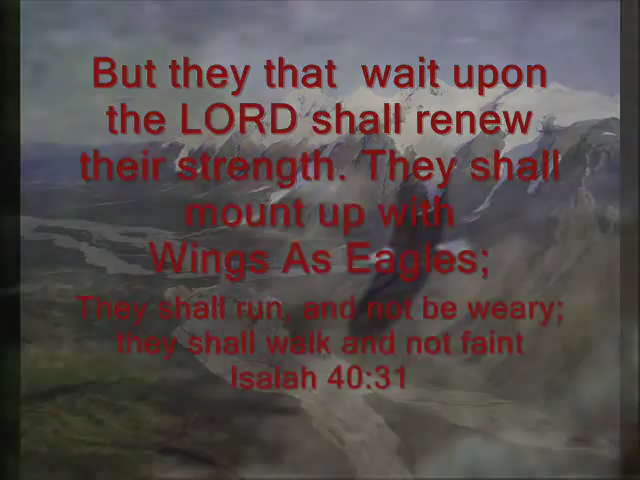 But they that wait upon
the LORD shall renew
their strength. They shall
mount up with
Wings As Eagles;
They shall run, and not be weary;
they shall walk and not faint
Isaiah 40:31